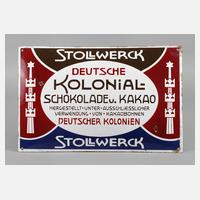 STOLLWERCK
DEUTSCHE
KOLONIAL-
SCHOKOLADE U. KAKAO
HERGESTELLT·UNTER·AUSSCHLIESSLICHER
VERWENDUNG·VON·KAKAOBOHNEN
DEUTSCHER KOLONIEN
STOLLWERCK